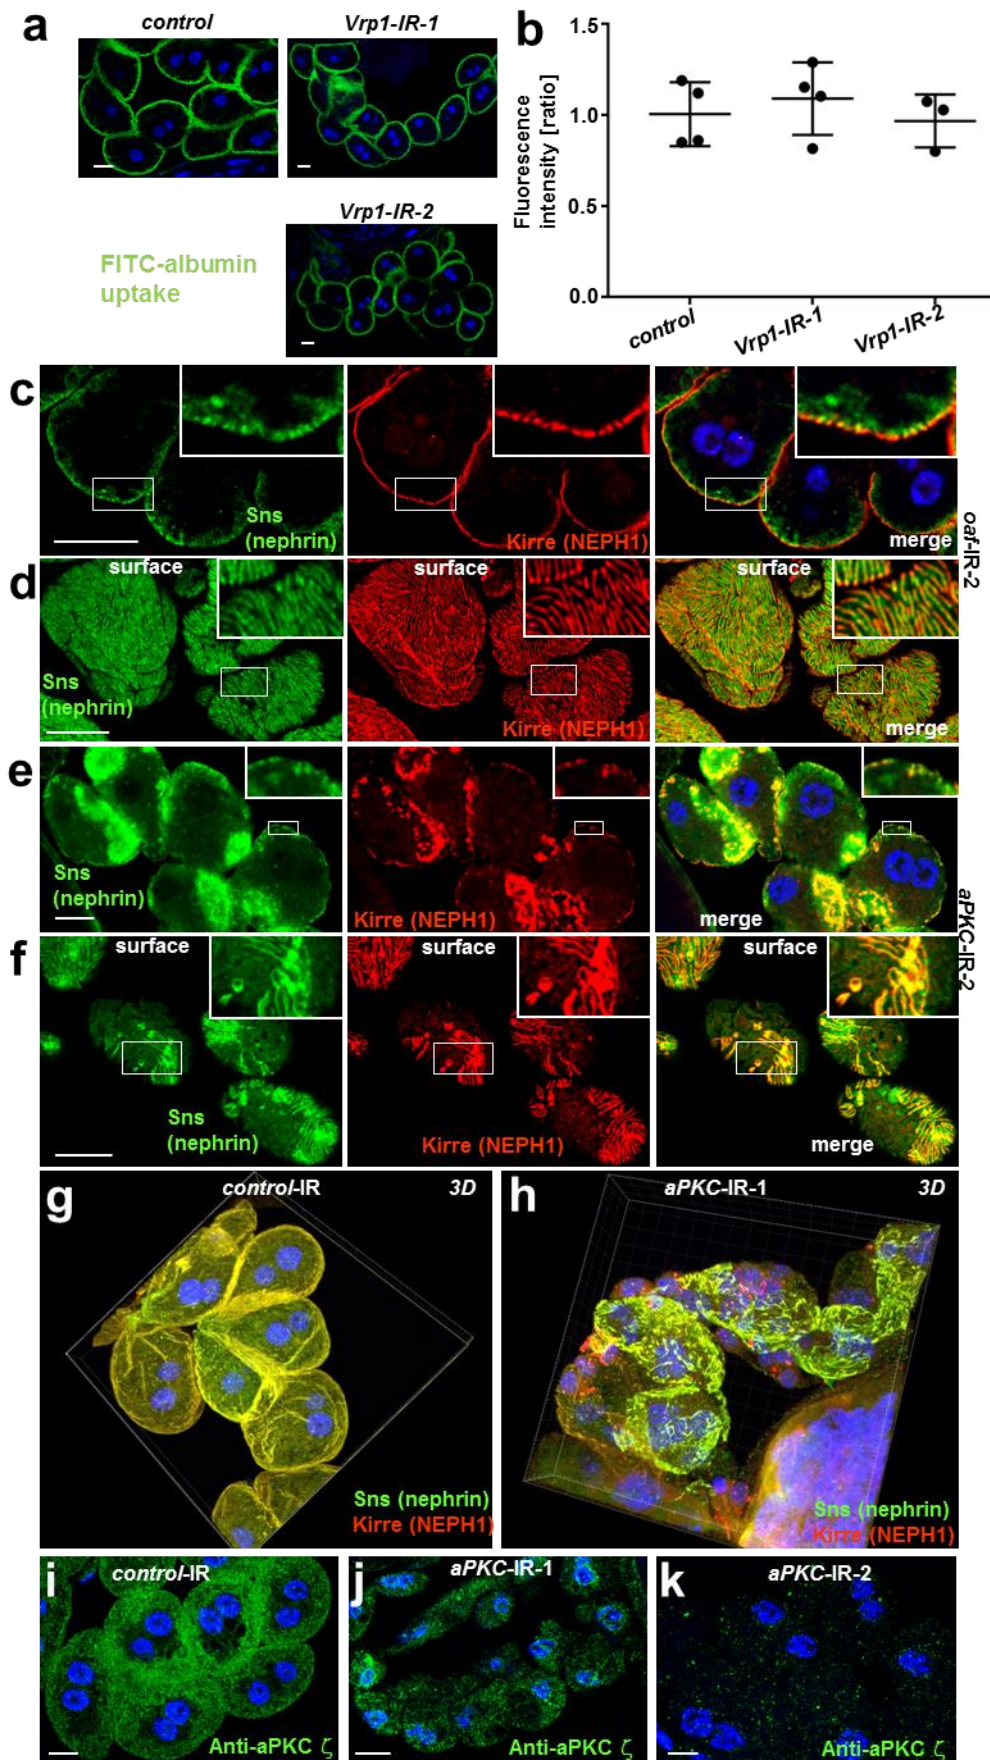 a
control
Vrp1-IR-1
Vrp1-IR-2
FITC-albumin
uptake
b
Fluorescence
intensity [ratio]
1.5
1.0
0.5
0.0
control
Vrp1-IR-1
Vrp1-IR-2
c
Sns
(nephrin)
Kirre (NEPH1)
merge
oaf-IR-2
d
surface
surface
surface
Sns
(nephrin)
Kirre (NEPH1)
merge
e
Sns
(nephrin)
Kirre (NEPH1)
merge
aPKC-IR-2
f
surface
surface
surface
Sns
(nephrin)
Kirre (NEPH1)
merge
g
control-IR
3D
Sns (nephrin)
Kirre (NEPH1)
h
aPKC-IR-1
3D
Sns (nephrin)
Kirre (NEPH1)
i
control-IR
Anti-aPKC ζ
j
aPKC-IR-1
Anti-aPKC ζ
k
aPKC-IR-2
Anti-aPKC ζ